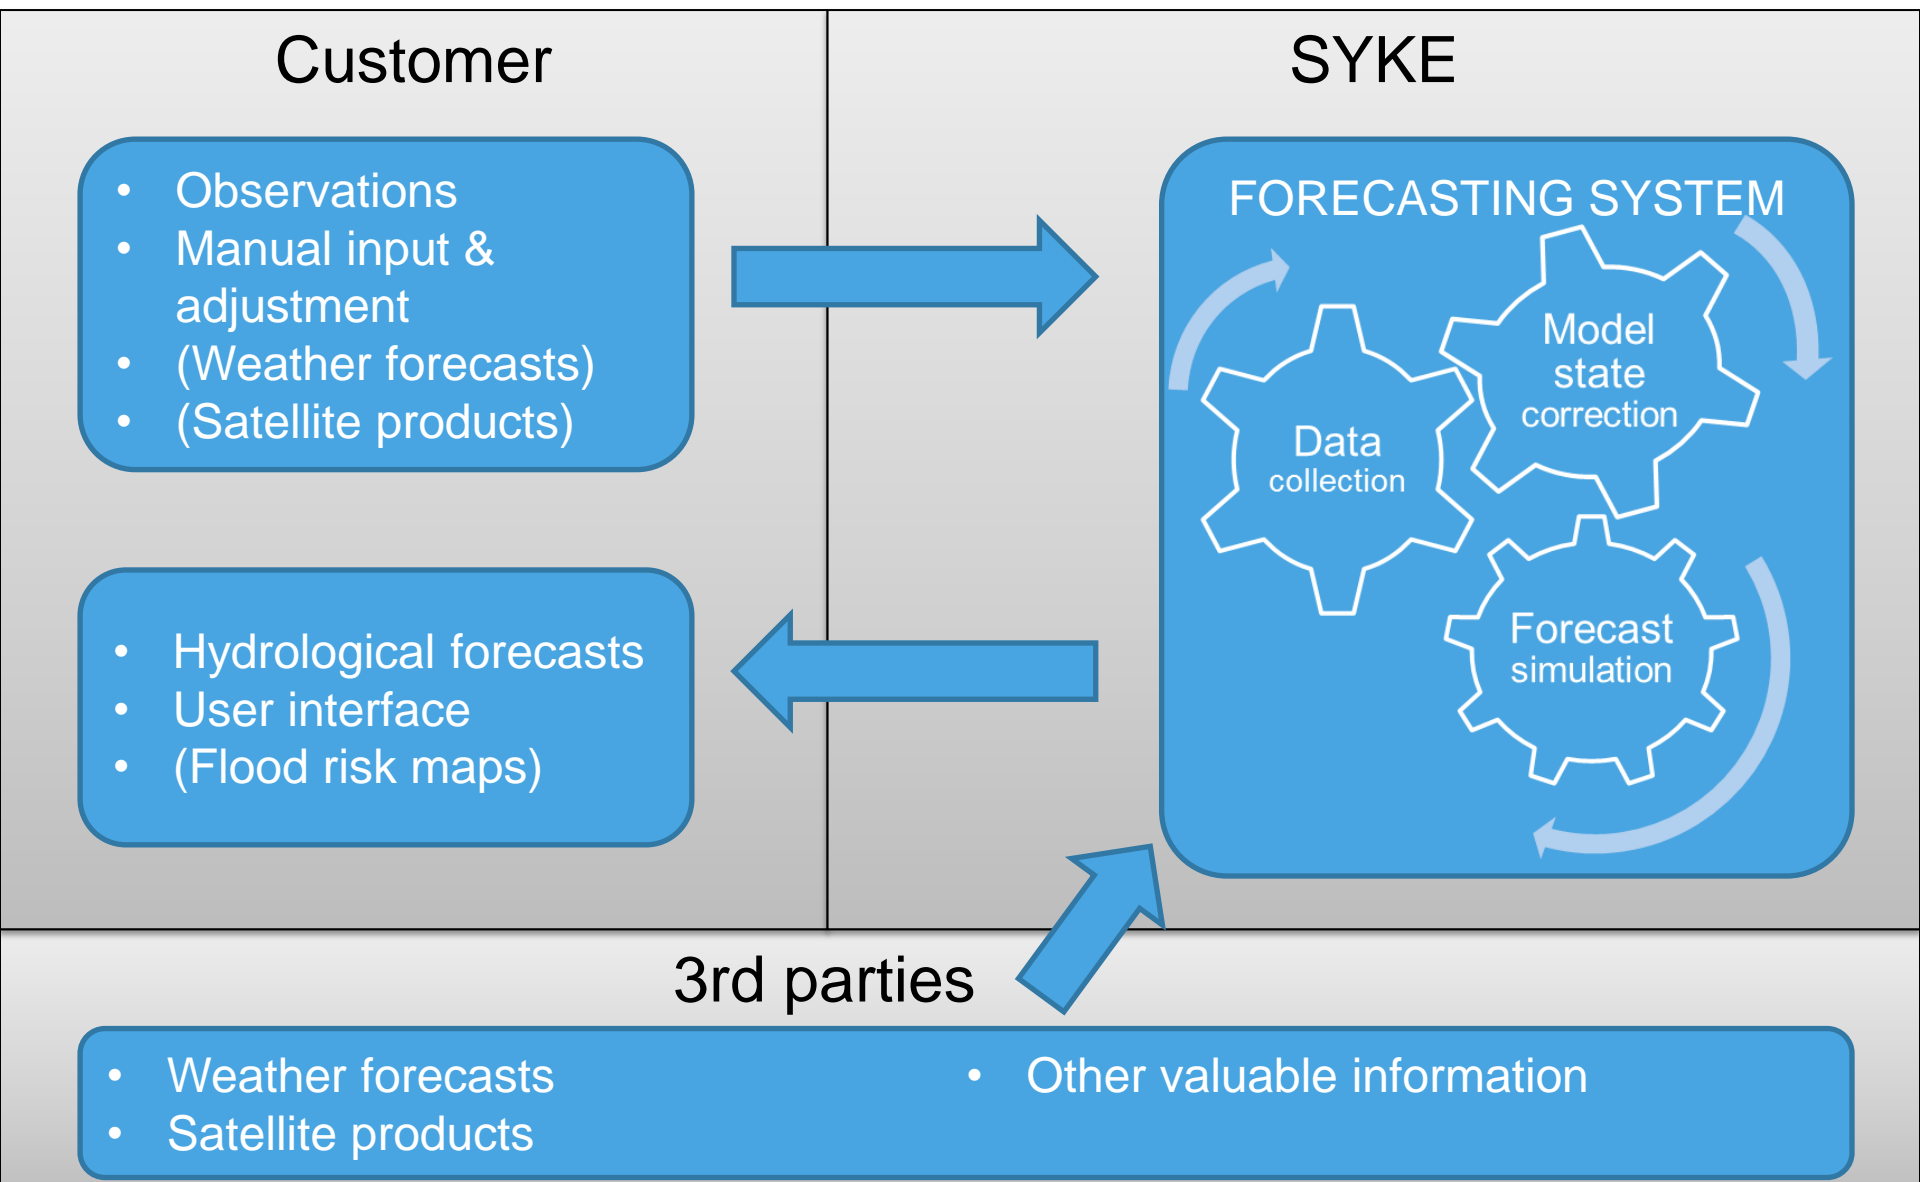 Customer
• Observations
• Manual input &
adjustment
• (Weather forecasts)
• (Satellite products)
• Hydrological forecasts
• User interface
• (Flood risk maps)
SYKE
FORECASTING SYSTEM
Model
state
correction
Data
collection
Forecast
simulation
3rd parties
• Weather forecasts
• Satellite products
• Other valuable information